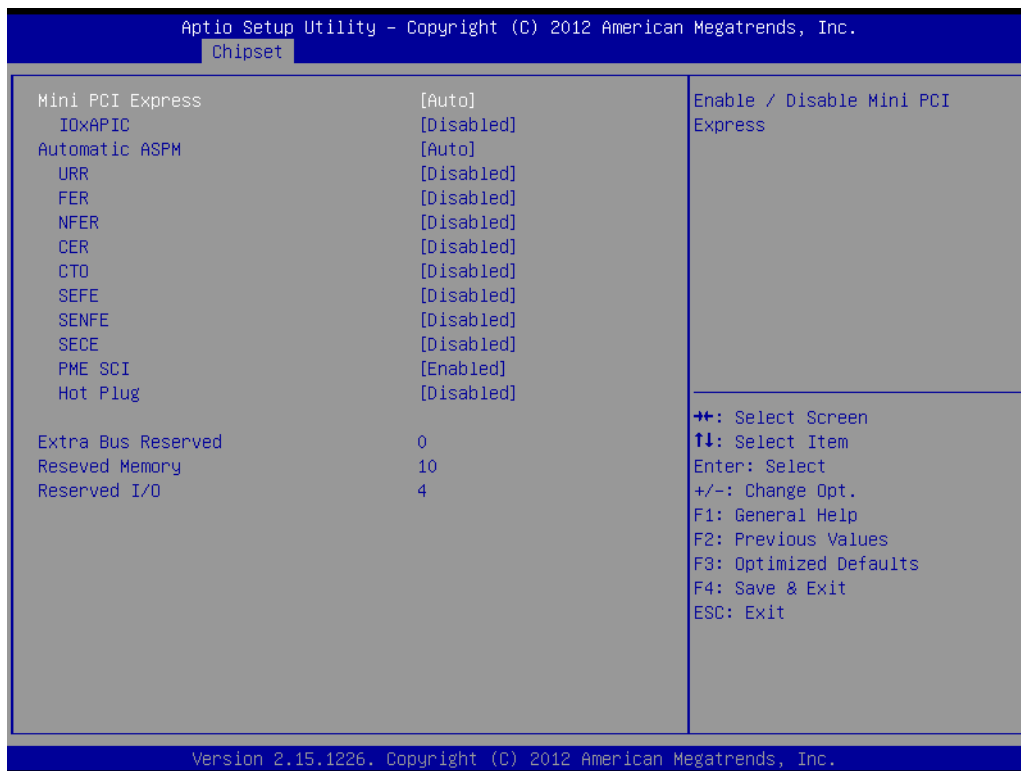 Aptio Setup Utility – Copyright (C) 2012 American Megatrends, Inc.
Chipset
Mini PCI Express [Auto]
IOxAPIC [Disabled]
Automatic ASPM [Auto]
URR [Disabled]
FER [Disabled]
NFER [Disabled]
CER [Disabled]
CTO [Disabled]
SEFE [Disabled]
SENFE [Disabled]
SECE [Disabled]
PME SCI [Enabled]
Hot Plug [Disabled]
Extra Bus Reserved 0
Reseved Memory 10
Reserved I/O 4
Enable / Disable Mini PCI
Express
→←: Select Screen
↑↓: Select Item
Enter: Select
+/-: Change Opt.
F1: General Help
F2: Previous Values
F3: Optimized Defaults
F4: Save & Exit
ESC: Exit
Version 2.15.1226. Copyright (C) 2012 American Megatrends, Inc.